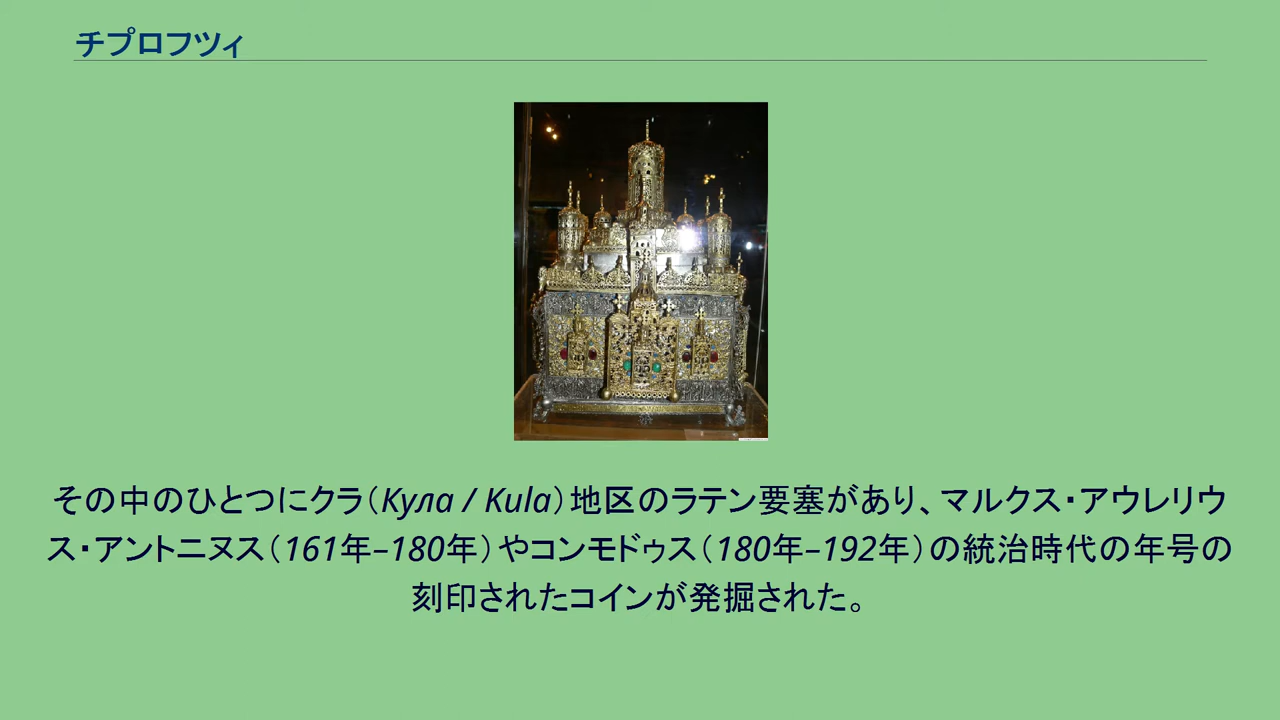 チプロフツィ
その中のひとつにクラ（Кула / Kula）地区のラテン要塞があり、マルクス・アウレリウ
ス・アントニヌス（161年–180年）やコンモドゥス（180年–192年）の統治時代の年号の
刻印されたコインが発掘された。